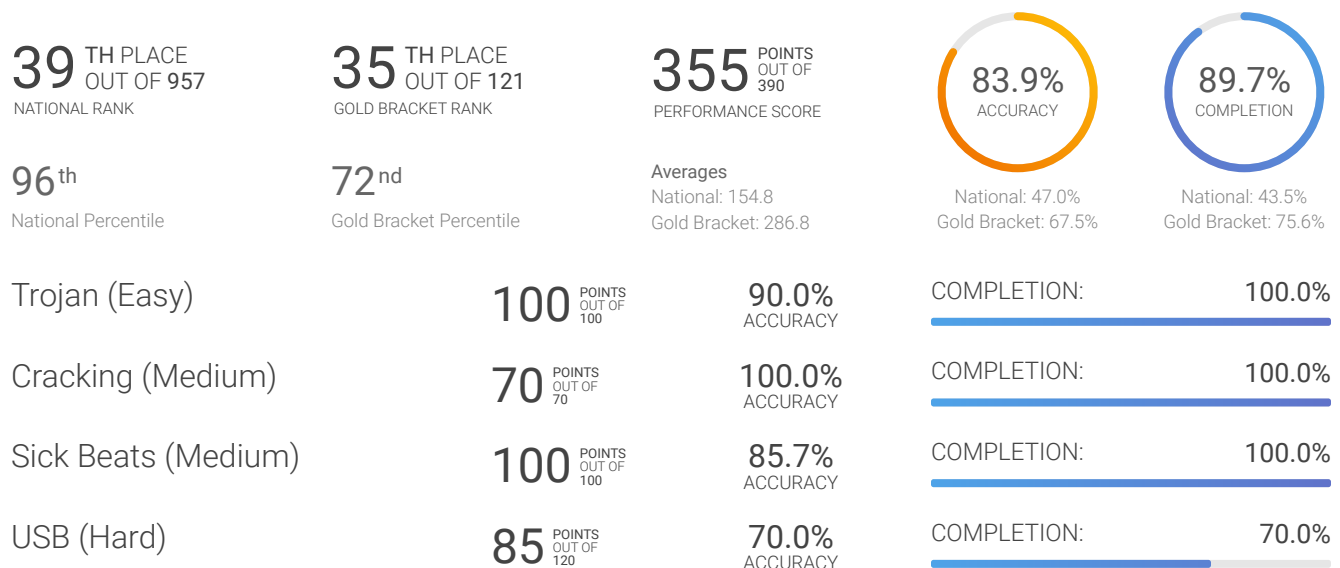 39 TH PLACE
OUT OF 957
NATIONAL RANK
35 TH PLACE
OUT OF 121
GOLD BRACKET RANK
355 POINTS
OUT OF
390
PERFORMANCE SCORE
83.9%
ACCURACY
89.7%
COMPLETION
96th
National Percentile
72nd
Gold Bracket Percentile
Averages
National: 154.8
Gold Bracket: 286.8
National: 47.0%
Gold Bracket: 67.5%
National: 43.5%
Gold Bracket: 75.6%
Trojan (Easy)
100 POINTS
OUT OF
100
90.0%
ACCURACY
COMPLETION: 100.0%
Cracking (Medium)
70 POINTS
OUT OF
70
100.0%
ACCURACY
COMPLETION: 100.0%
Sick Beats (Medium)
100 POINTS
OUT OF
100
85.7%
ACCURACY
COMPLETION: 100.0%
USB (Hard)
85 POINTS
OUT OF
120
70.0%
ACCURACY
COMPLETION: 70.0%